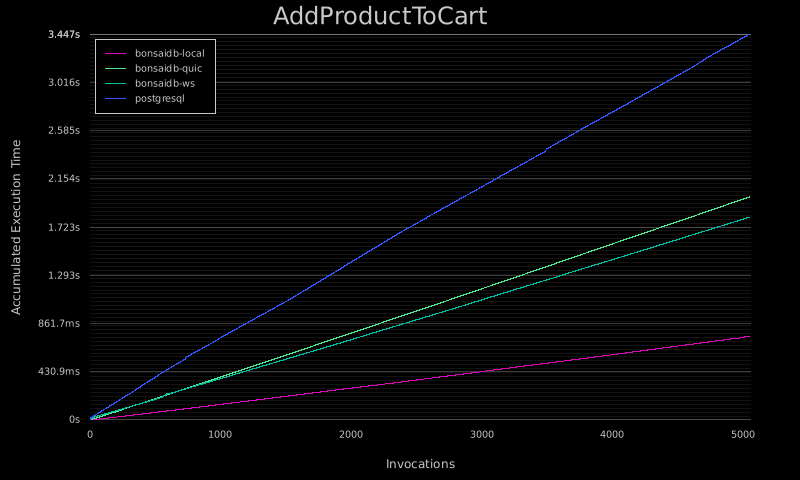 AddProductToCart
3.447s
3.016s
2.585s
2.154s
1.723s
1.293s
861.7ms
430.9ms
0s
bonsaidb-local
bonsaidb-quic
bonsaidb-ws
postgresql
Accumulated Execution Time
0 1000 2000 3000 4000 5000
Invocations